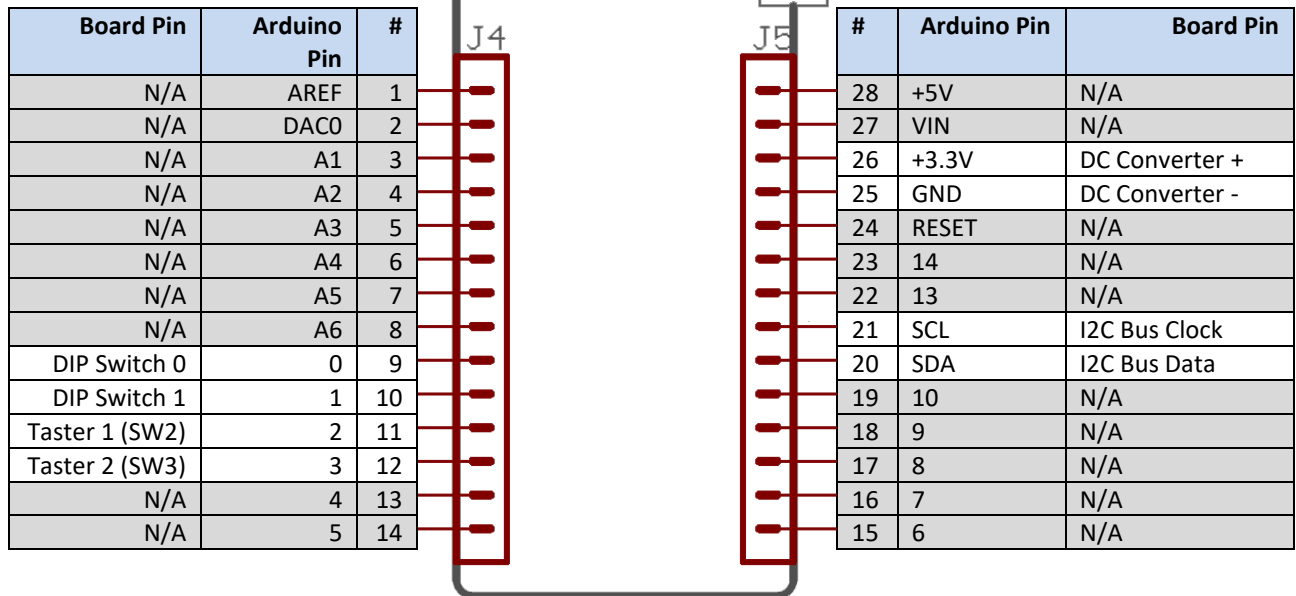 Board Pin Arduino Pin #
N/A AREF 1
N/A DAC0 2
N/A A1 3
N/A A2 4
N/A A3 5
N/A A4 6
N/A A5 7
N/A A6 8
DIP Switch 0 0 9
DIP Switch 1 1 10
Taster 1 (SW2) 2 11
Taster 2 (SW3) 3 12
N/A 4 13
N/A 5 14
J4
J5
# Arduino Pin Board Pin
28 +5V N/A
27 VIN N/A
26 +3.3V DC Converter +
25 GND DC Converter -
24 RESET N/A
23 14 N/A
22 13 N/A
21 SCL I2C Bus Clock
20 SDA I2C Bus Data
19 10 N/A
18 9 N/A
17 8 N/A
16 7 N/A
15 6 N/A